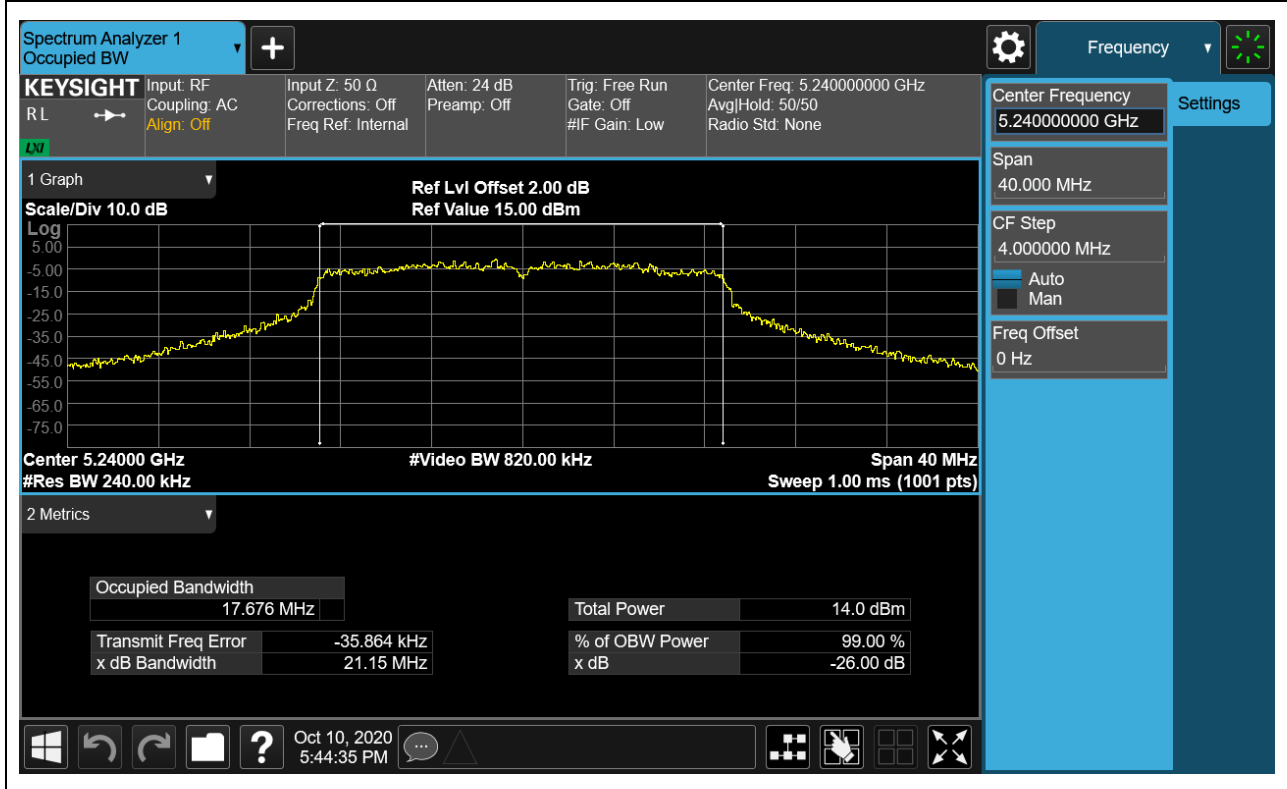 Spectrum Analyzer 1
Occupied BW
Frequency
KEYSIGHT
R L
LXI
Input: RF
Coupling: AC
Align: Off
Input Z: 50 Ω
Corrections: Off
Freq Ref: Internal
Atten: 24 dB
Preamp: Off
Trig: Free Run
Gate: Off
#IF Gain: Low
Center Freq: 5.240000000 GHz
Avg|Hold: 50/50
Radio Std: None
Center Frequency
5.240000000 GHz
Settings
Span
40.000 MHz
CF Step
4.000000 MHz
Auto
Man
Freq Offset
0 Hz
1 Graph
Scale/Div 10.0 dB
Ref Lvl Offset 2.00 dB
Ref Value 15.00 dBm
Log
5.00
-5.00
-15.0
-25.0
-35.0
-45.0
-55.0
-65.0
-75.0
Center 5.24000 GHz
#Video BW 820.00 kHz
Span 40 MHz
#Res BW 240.00 kHz
Sweep 1.00 ms (1001 pts)
2 Metrics
Occupied Bandwidth
17.676 MHz
Total Power 14.0 dBm
Transmit Freq Error -35.864 kHz
% of OBW Power 99.00 %
x dB Bandwidth 21.15 MHz
x dB -26.00 dB
?
Oct 10, 2020
5:44:35 PM